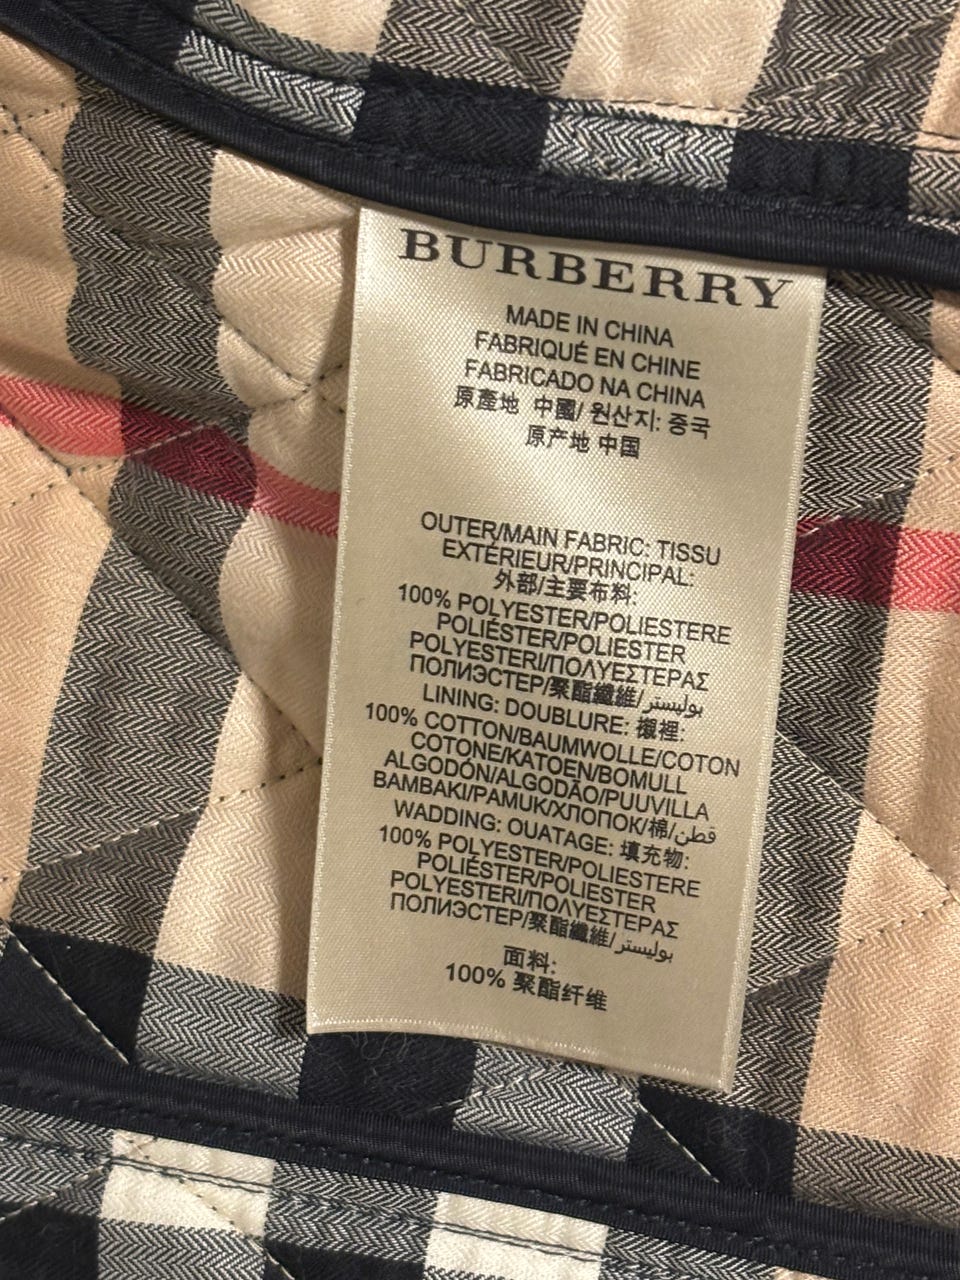 BURBERRY
MADE IN CHINA
FABRIQUÉ EN CHINE
FABRICADO NA CHINA
原產地 中國/ 원산지: 중국
原产地 中国
OUTER/MAIN FABRIC: TISSU
EXTÉRIEUR/PRINCIPAL:
外部/主要布料:
100% POLYESTER/POLIESTERE
POLIÉSTER/POLIESTER
POLYESTERI/ΠΟΛΥΕΣΤΕΡΑΣ
ПОЛИЭСТЕР/聚酯纖維/بوليستر
LINING: DOUBLURE: 襯裡:
100% COTTON/BAUMWOLLE/COTON
COTONE/KATOEN/BOMULL
ALGODÓN/ALGODÃO/PUUVILLA
BAMBAKI/PAMUK/ХЛОПОК/棉/قطن
WADDING: OUATAGE: 填充物:
100% POLYESTER/POLIESTERE
POLIÉSTER/POLIESTER
POLYESTERI/ΠΟΛΥΕΣΤΕΡΑΣ
ПОЛИЭСТЕР/聚酯纖維/بوليستر
面料:
100% 聚酯纤维